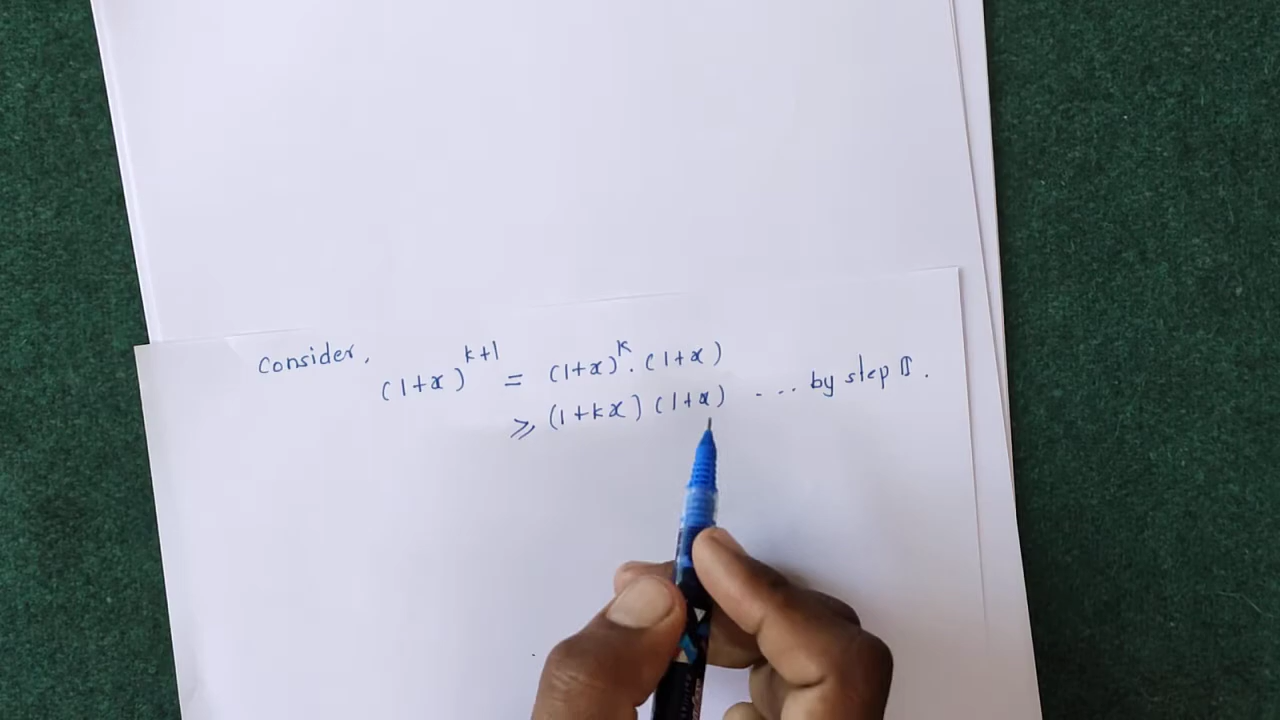 Consider,
(1+x)^{k+1} = (1+x)^k . (1+x)
⩾ (1+kx) (1+x) .... by step II.